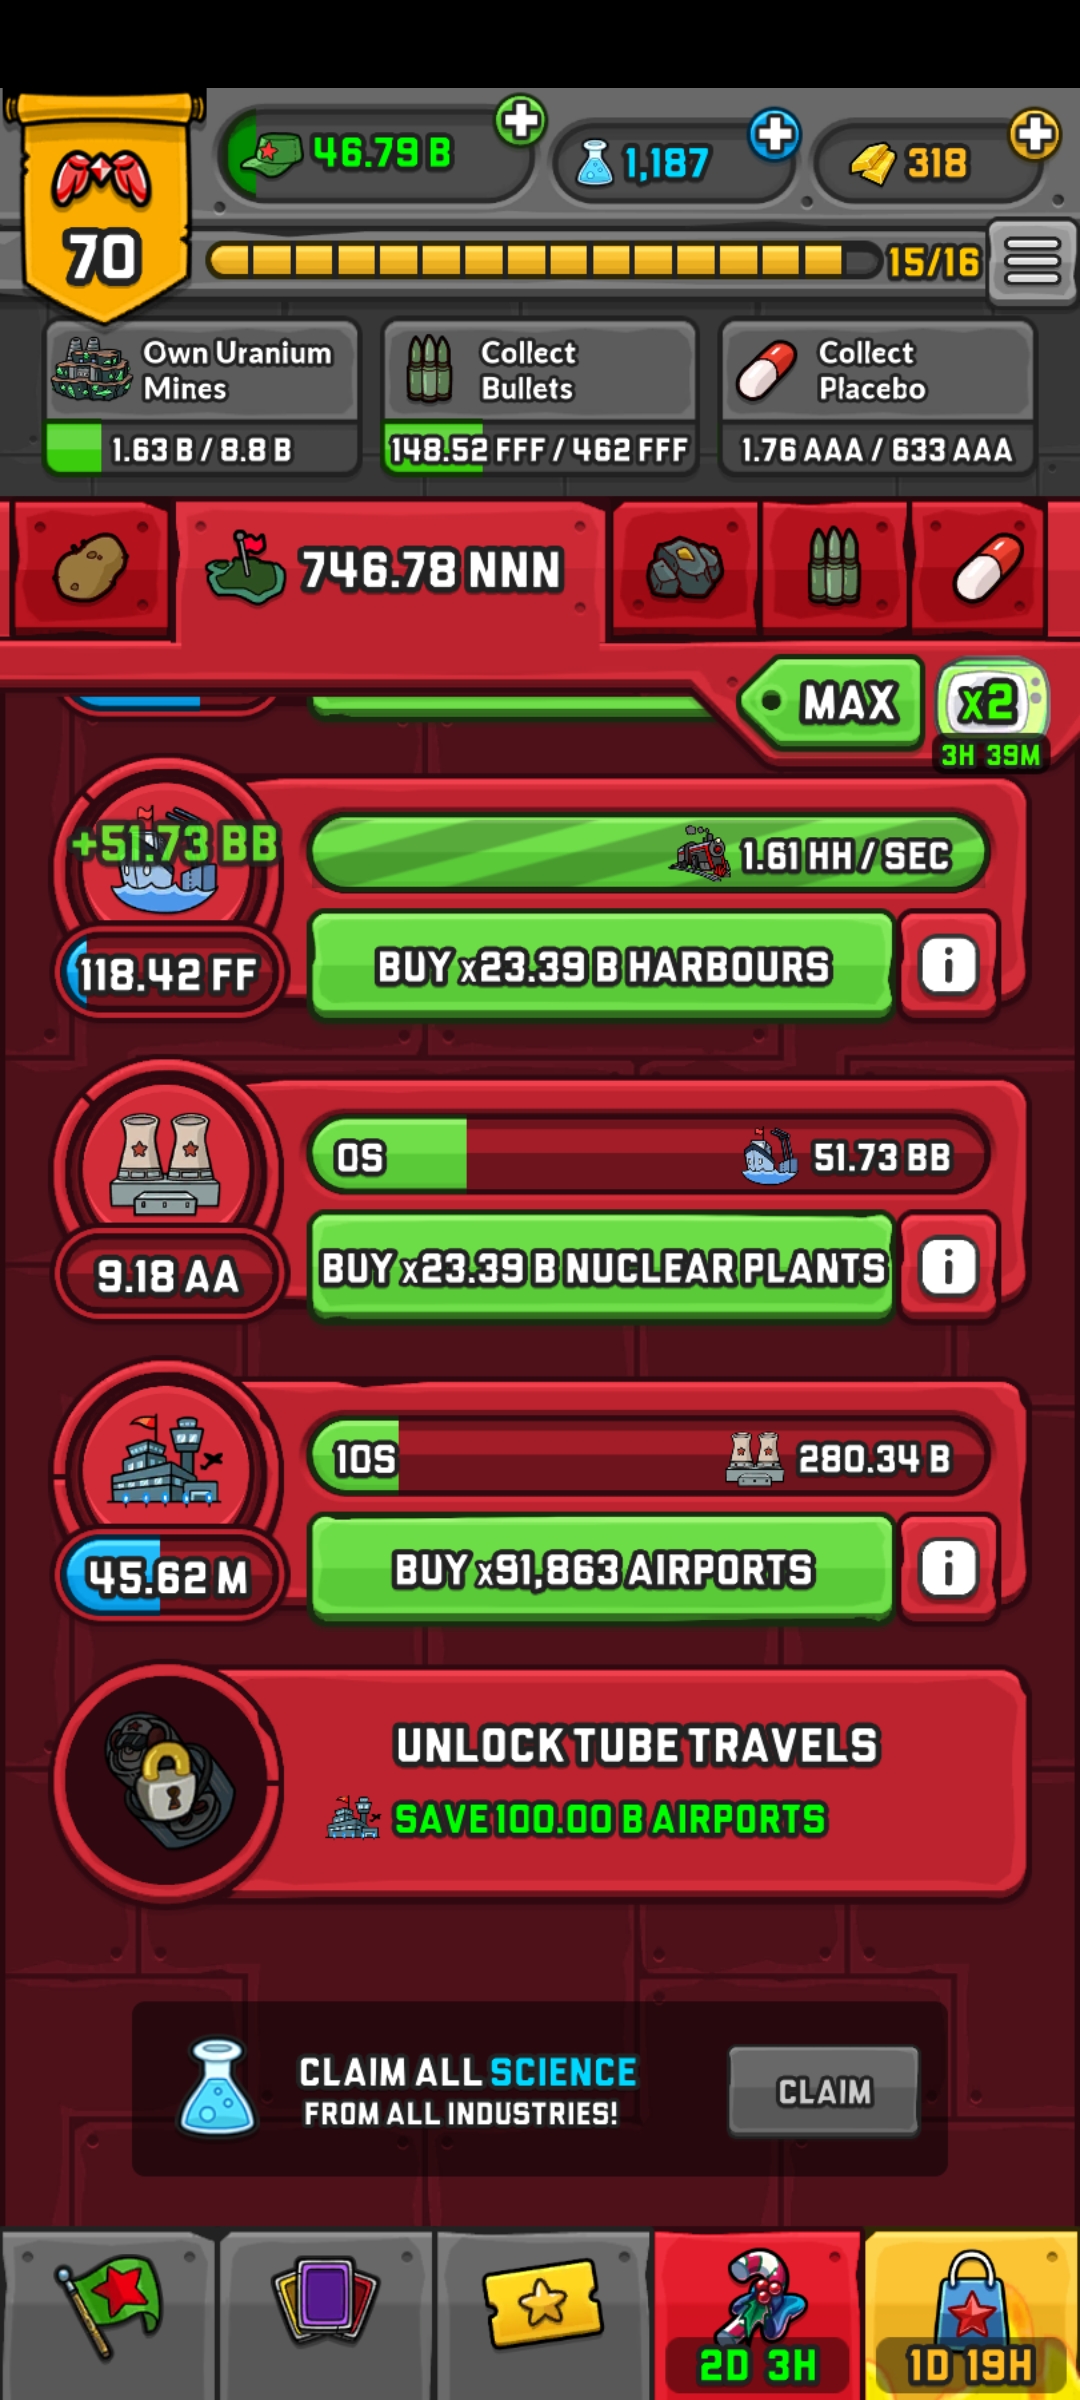 46.79 B
1,187
318
70
15/16
Own Uranium
Mines
1.63 B / 8.8 B
Collect
Bullets
148.52 FFF / 462 FFF
Collect
Placebo
1.76 AAA / 633 AAA
746.78 NNN
MAX
x2
3H 39M
+51.73 BB
1.61 HH / SEC
118.42 FF
BUY x23.39 B HARBOURS
i
0S
51.73 BB
9.18 AA
BUY x23.39 B NUCLEAR PLANTS
i
10S
280.34 B
45.62 M
BUY x91,863 AIRPORTS
i
UNLOCK TUBE TRAVELS
SAVE 100.00 B AIRPORTS
CLAIM ALL SCIENCE
FROM ALL INDUSTRIES!
CLAIM
2D 3H
1D 19H